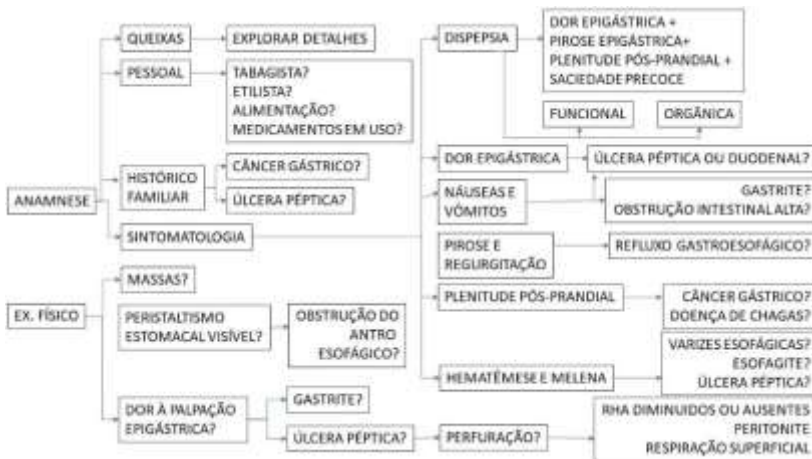 ANAMNESE
QUEIXAS
EXPLORAR DETALHES
PESSOAL
TABAGISTA?
ETILISTA?
ALIMENTAÇÃO?
MEDICAMENTOS EM USO?
HISTÓRICO
FAMILIAR
CÂNCER GÁSTRICO?
ÚLCERA PÉPTICA?
SINTOMATOLOGIA
DISPEPSIA
DOR EPIGÁSTRICA +
PIROSE EPIGÁSTRICA+
PLENITUDE PÓS-PRANDIAL +
SACIEDADE PRECOCE
FUNCIONAL
ORGÂNICA
DOR EPIGÁSTRICA
ÚLCERA PÉPTICA OU DUODENAL?
NÁUSEAS E
VÔMITOS
GASTRITE?
OBSTRUÇÃO INTESTINAL ALTA?
PIROSE E
REGURGITAÇÃO
REFLUXO GASTROESOFÁGICO?
PLENITUDE PÓS-PRANDIAL
CÂNCER GÁSTRICO?
DOENÇA DE CHAGAS?
HEMATÊMESE E MELENA
VARIZES ESOFÁGICAS?
ESOFAGITE?
ÚLCERA PÉPTICA?
EX. FÍSICO
MASSAS?
PERISTALTISMO
ESTOMACAL VISÍVEL?
OBSTRUÇÃO DO
ANTRO
ESOFÁGICO?
DOR À PALPAÇÃO
EPIGÁSTRICA?
GASTRITE?
ÚLCERA PÉPTICA?
PERFURAÇÃO?
RHA DIMINUIDOS OU AUSENTES
PERITONITE
RESPIRAÇÃO SUPERFICIAL